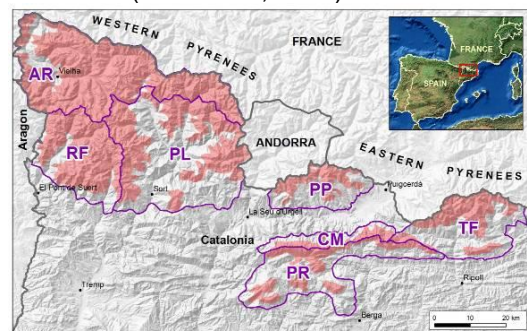 WESTERN PYRENEES
FRANCE
FRANCE
SPAIN
AR
Vielha
Aragon
RF
PL
ANDORRA
EASTERN PYRENEES
El Pont de Suert
Sort
PP
Puigcerdà
La Seu d'Urgell
Catalonia
CM
TF
Tremp
PR
Ripoll
Berga
0 10 20 km